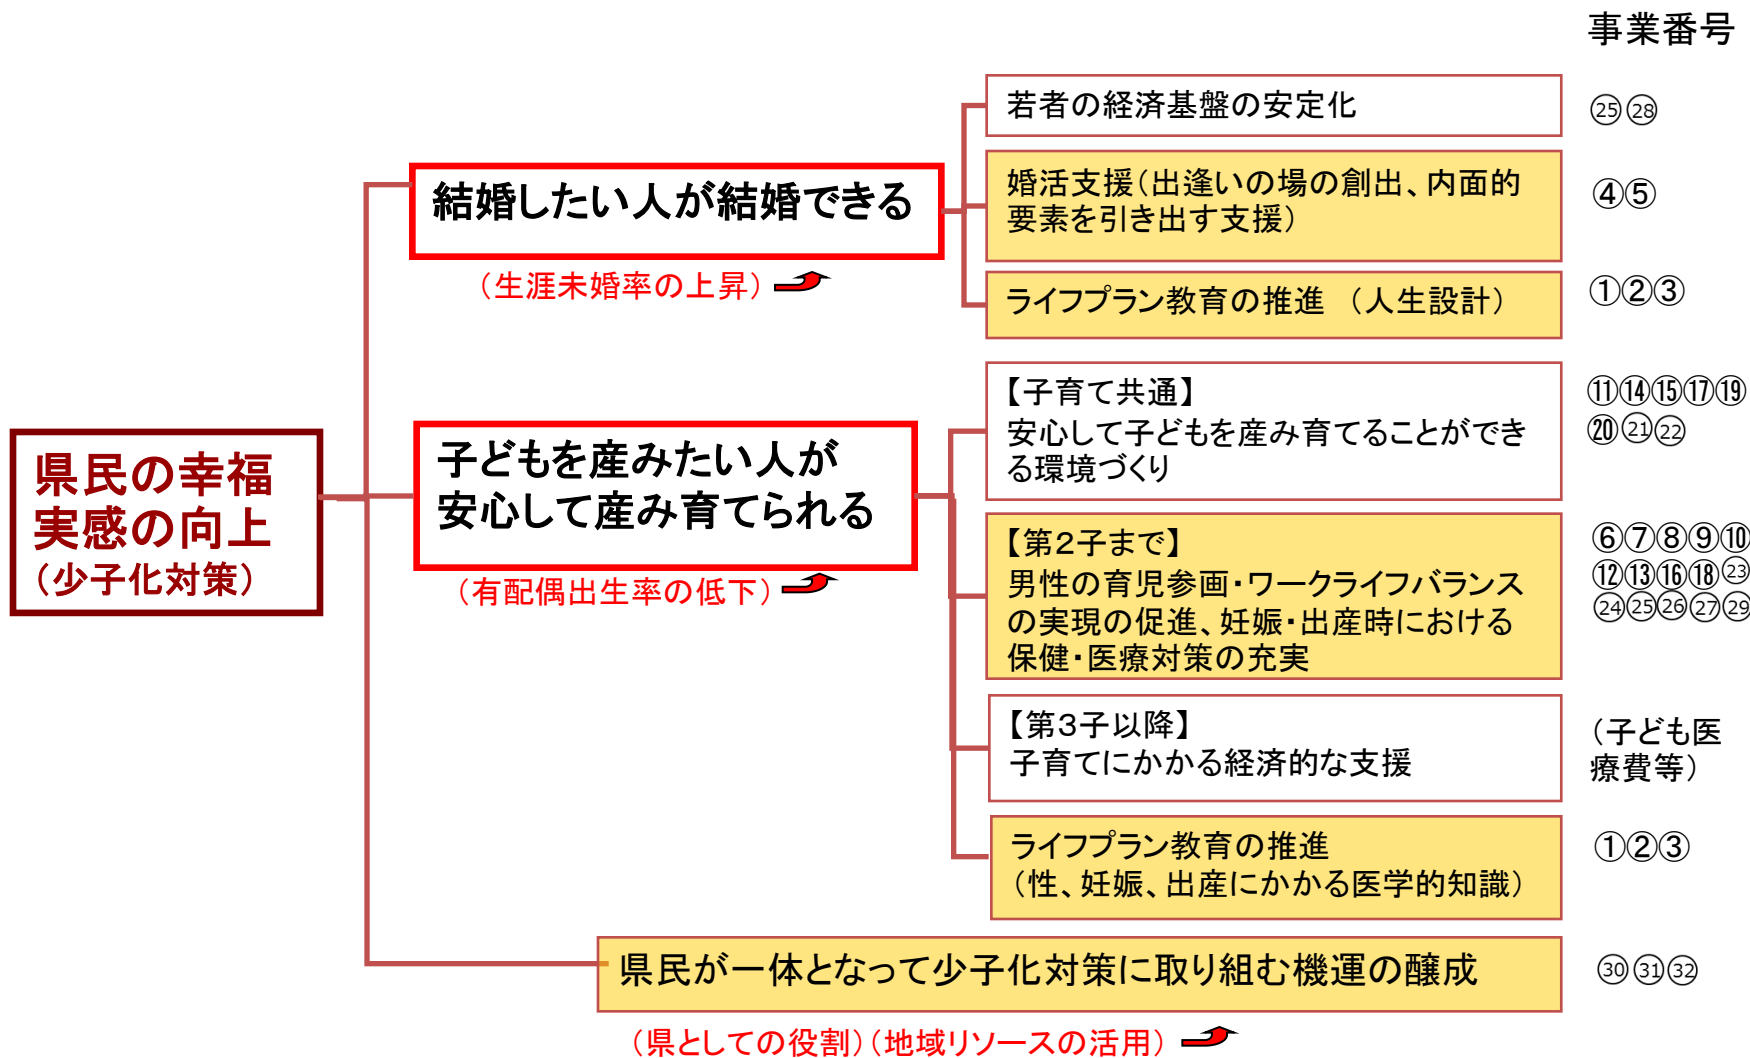 事業番号
若者の経済基盤の安定化
㉕㉘
結婚したい人が結婚できる
婚活支援（出逢いの場の創出、内面的
要素を引き出す支援）
④⑤
（生涯未婚率の上昇）
ライフプラン教育の推進　（人生設計）
①②③
県民の幸福
実感の向上
（少子化対策）
子どもを産みたい人が
安心して産み育てられる
（有配偶出生率の低下）
【子育て共通】
安心して子どもを産み育てることができ
る環境づくり
⑪⑭⑮⑰⑲
⑳㉑㉒
【第２子まで】
男性の育児参画・ワークライフバランス
の実現の促進、妊娠・出産時における
保健・医療対策の充実
⑥⑦⑧⑨⑩
⑫⑬⑯⑱㉓
㉔㉕㉖㉗㉙
【第３子以降】
子育てにかかる経済的な支援
（子ども医
療費等）
ライフプラン教育の推進
（性、妊娠、出産にかかる医学的知識）
①②③
県民が一体となって少子化対策に取り組む機運の醸成
㉚㉛㉜
（県としての役割）（地域リソースの活用）